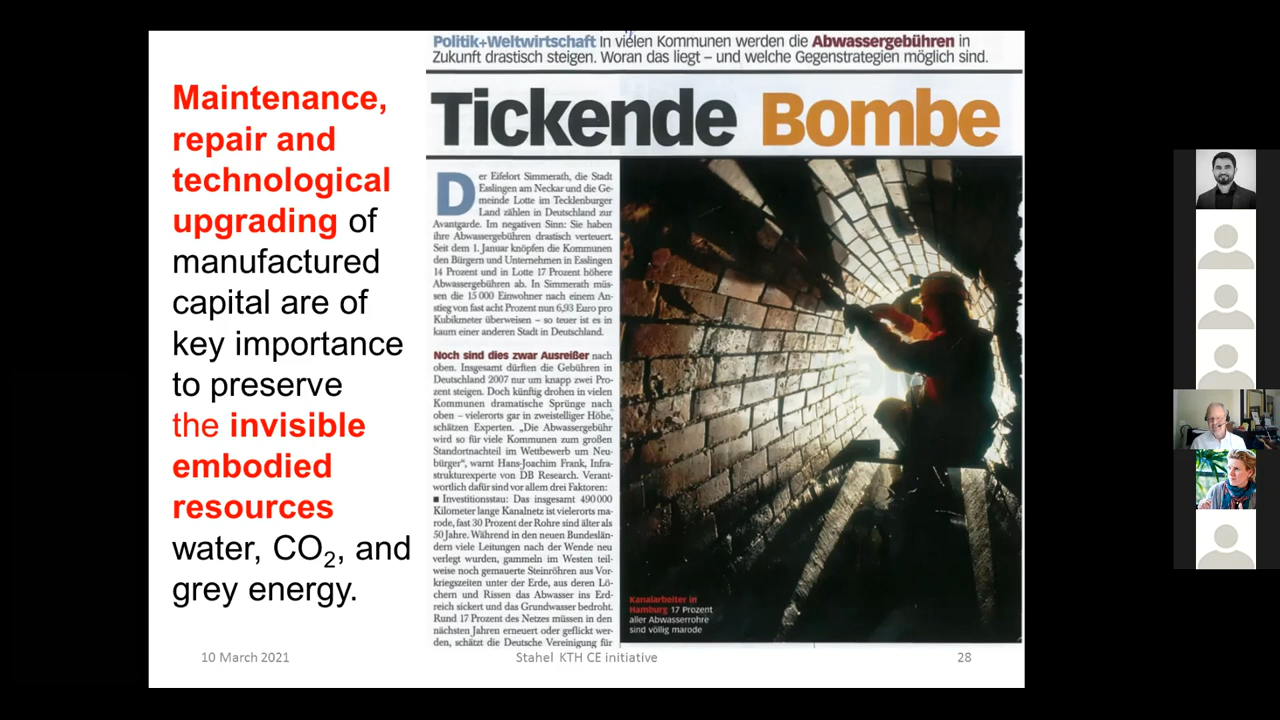 Maintenance,
repair and
technological
upgrading of
manufactured
capital are of
key importance
to preserve
the invisible
embodied
resources
water, CO₂, and
grey energy.
Politik+Weltwirtschaft In vielen Kommunen werden die Abwassergebühren in
Zukunft drastisch steigen. Woran das liegt – und welche Gegenstrategien möglich sind.
Tickende Bombe
Der Eifelort Simmerath, die Stadt
Esslingen am Neckar und die Ge-
meinde Lotte im Tecklenburger
Land zählen in Deutschland zur
Avantgarde. Im negativen Sinn: Sie haben
ihre Abwassergebühren drastisch verteuert.
Seit dem 1. Januar knöpfen die Kommunen
den Bürgern und Unternehmen in Esslingen
14 Prozent und in Lotte 17 Prozent höhere
Abwassergebühren ab. In Simmerath müs-
sen die 15 000 Einwohner nach einem An-
stieg von fast acht Prozent nun 6,93 Euro pro
Kubikmeter überweisen – so teuer ist es in
kaum einer anderen Stadt in Deutschland.
Noch sind dies zwar Ausreißer nach
oben. Insgesamt dürften die Gebühren in
Deutschland 2007 nur um knapp zwei Pro-
zent steigen. Doch künftig drohen in vielen
Kommunen dramatische Sprünge nach
oben – vielerorts gar in zweistelliger Höhe,
schätzen Experten. „Die Abwassergebühr
wird so für viele Kommunen zum großen
Standortnachteil im Wettbewerb um Neu-
bürger“, warnt Hans-Joachim Frank, Infra-
strukturexperte von DB Research. Verant-
wortlich dafür sind vor allem drei Faktoren:
■ Investitionsstau: Das insgesamt 490 000
Kilometer lange Kanalnetz ist vielerorts ma-
rode, fast 30 Prozent der Rohre sind älter als
50 Jahre. Während in den neuen Bundeslän-
dern viele Leitungen nach der Wende neu
verlegt wurden, gammeln im Westen teil-
weise noch gemauerte Steinröhren aus Vor-
kriegszeiten unter der Erde, aus deren Lö-
chern und Rissen das Abwasser ins Erd-
reich sickert und das Grundwasser bedroht.
Rund 17 Prozent des Netzes müssen in den
nächsten Jahren erneuert oder geflickt wer-
den, schätzt die Deutsche Vereinigung für
Kanalarbeiter in
Hamburg 17 Prozent
aller Abwasserrohre
sind völlig marode
10 March 2021
Stahel KTH CE initiative
28